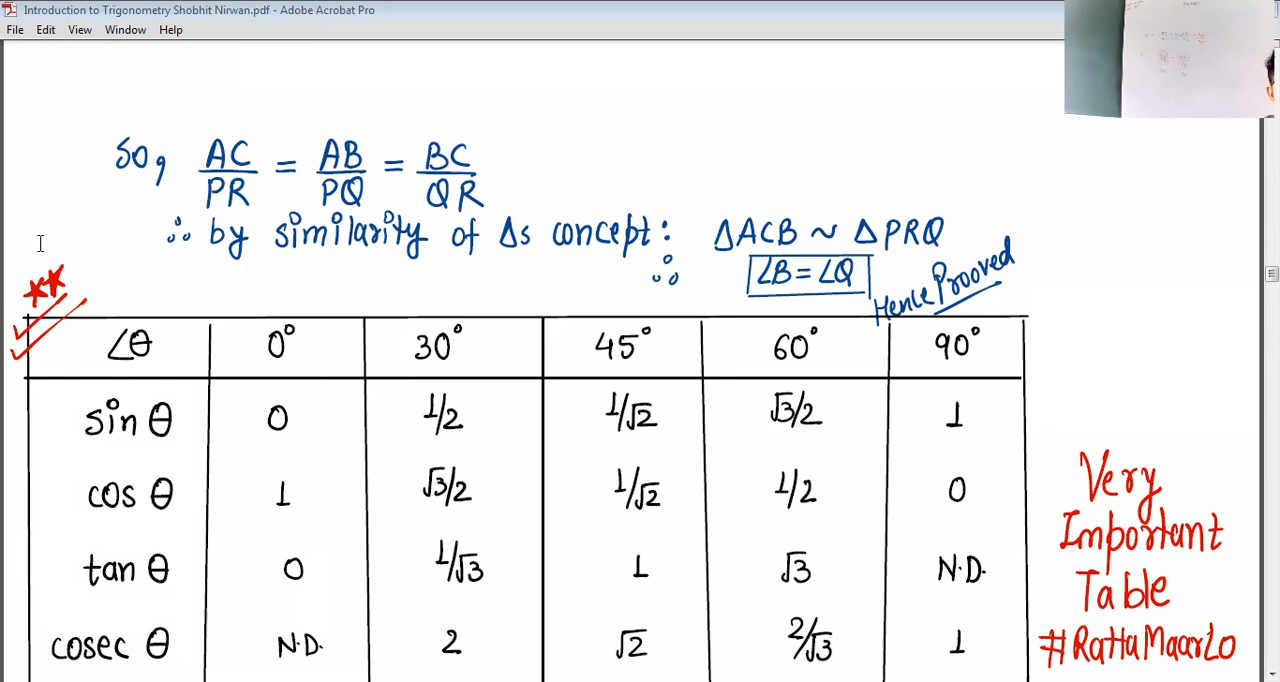 Introduction to Trigonometry Shobhit Nirwan.pdf - Adobe Acrobat Pro
File Edit View Window Help
So, AC/PR = AB/PQ = BC/QR
∴ by similarity of Δs concept: ΔACB ~ ΔPRQ
∴ ∠B = ∠Q
Hence Prooved
∠θ 0° 30° 45° 60° 90°
sin θ 0 1/2 1/√2 √3/2 1
cos θ 1 √3/2 1/√2 1/2 0
tan θ 0 1/√3 1 √3 N.D.
cosec θ N.D. 2 √2 2/√3 1
Very
Important
Table
#RattaMaarLo